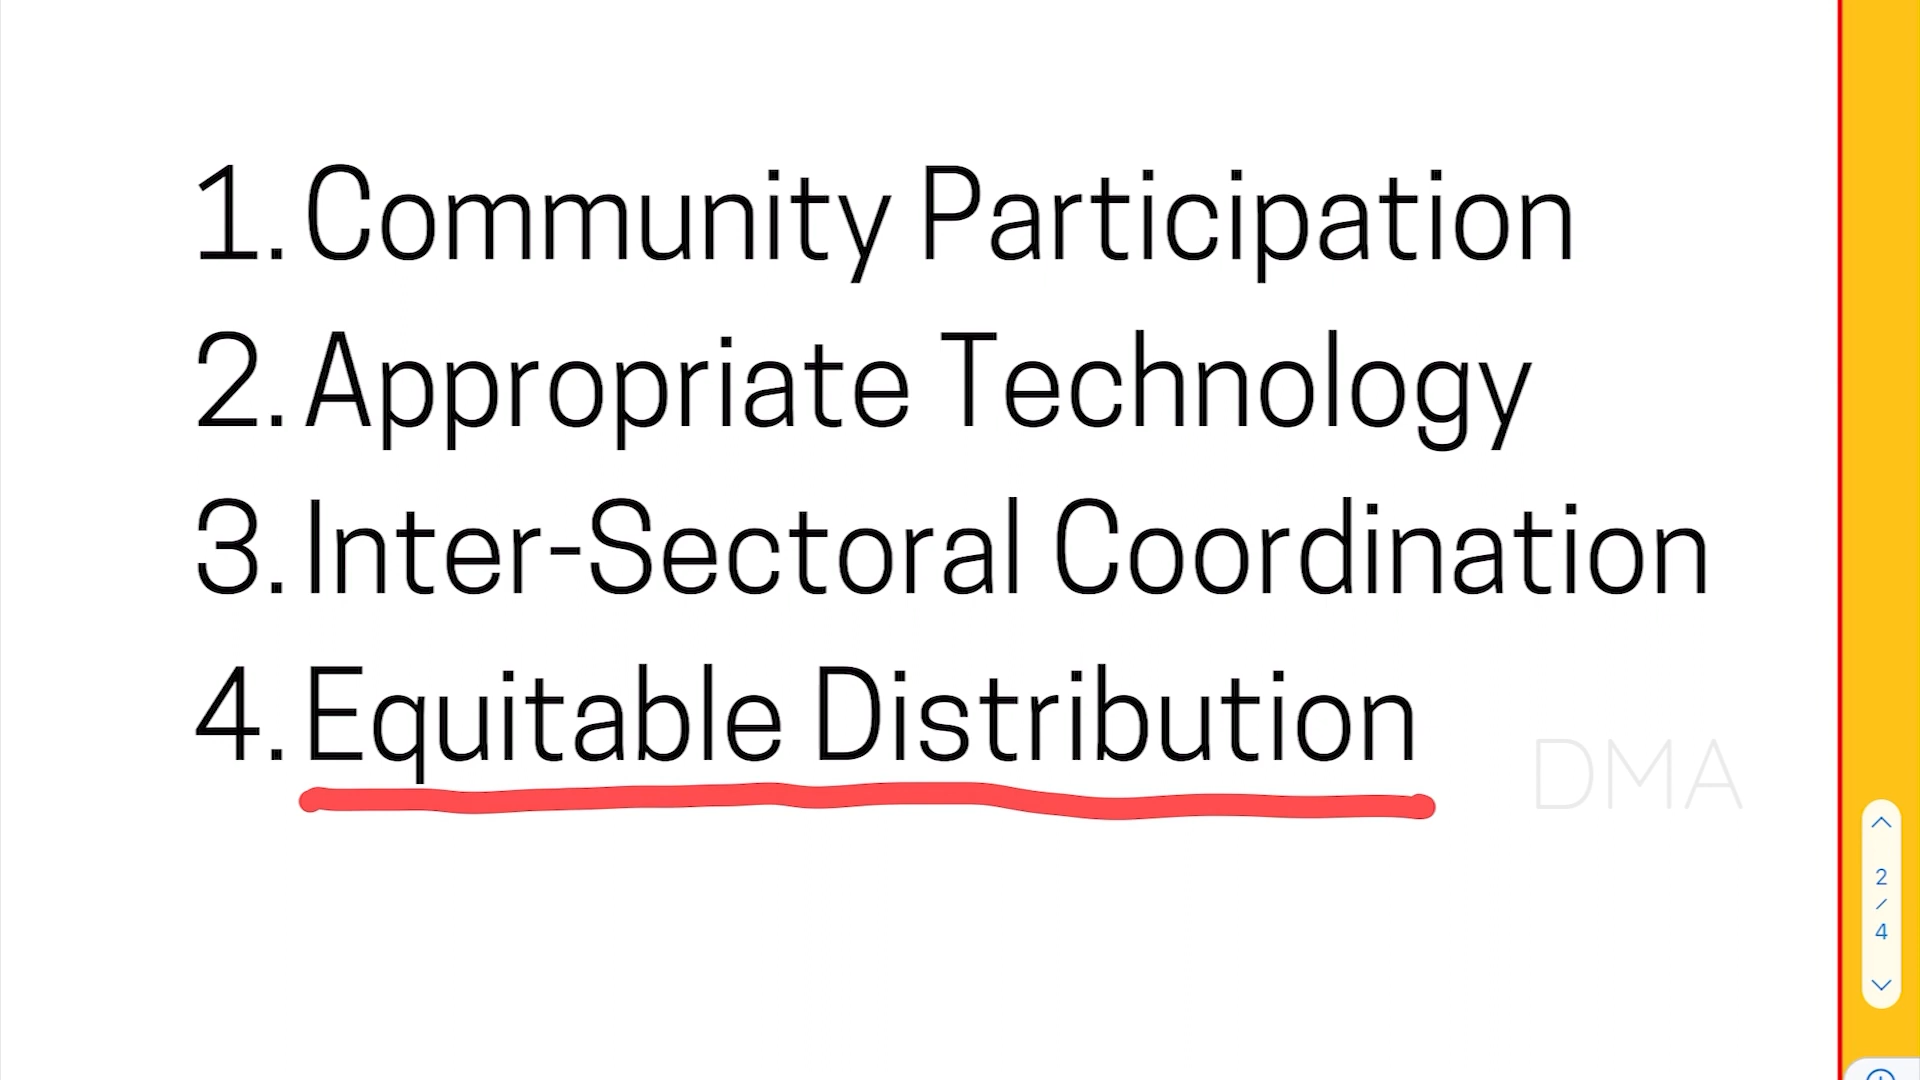 1. Community Participation
2. Appropriate Technology
3. Inter-Sectoral Coordination
4. Equitable Distribution
DMA
2
/
4